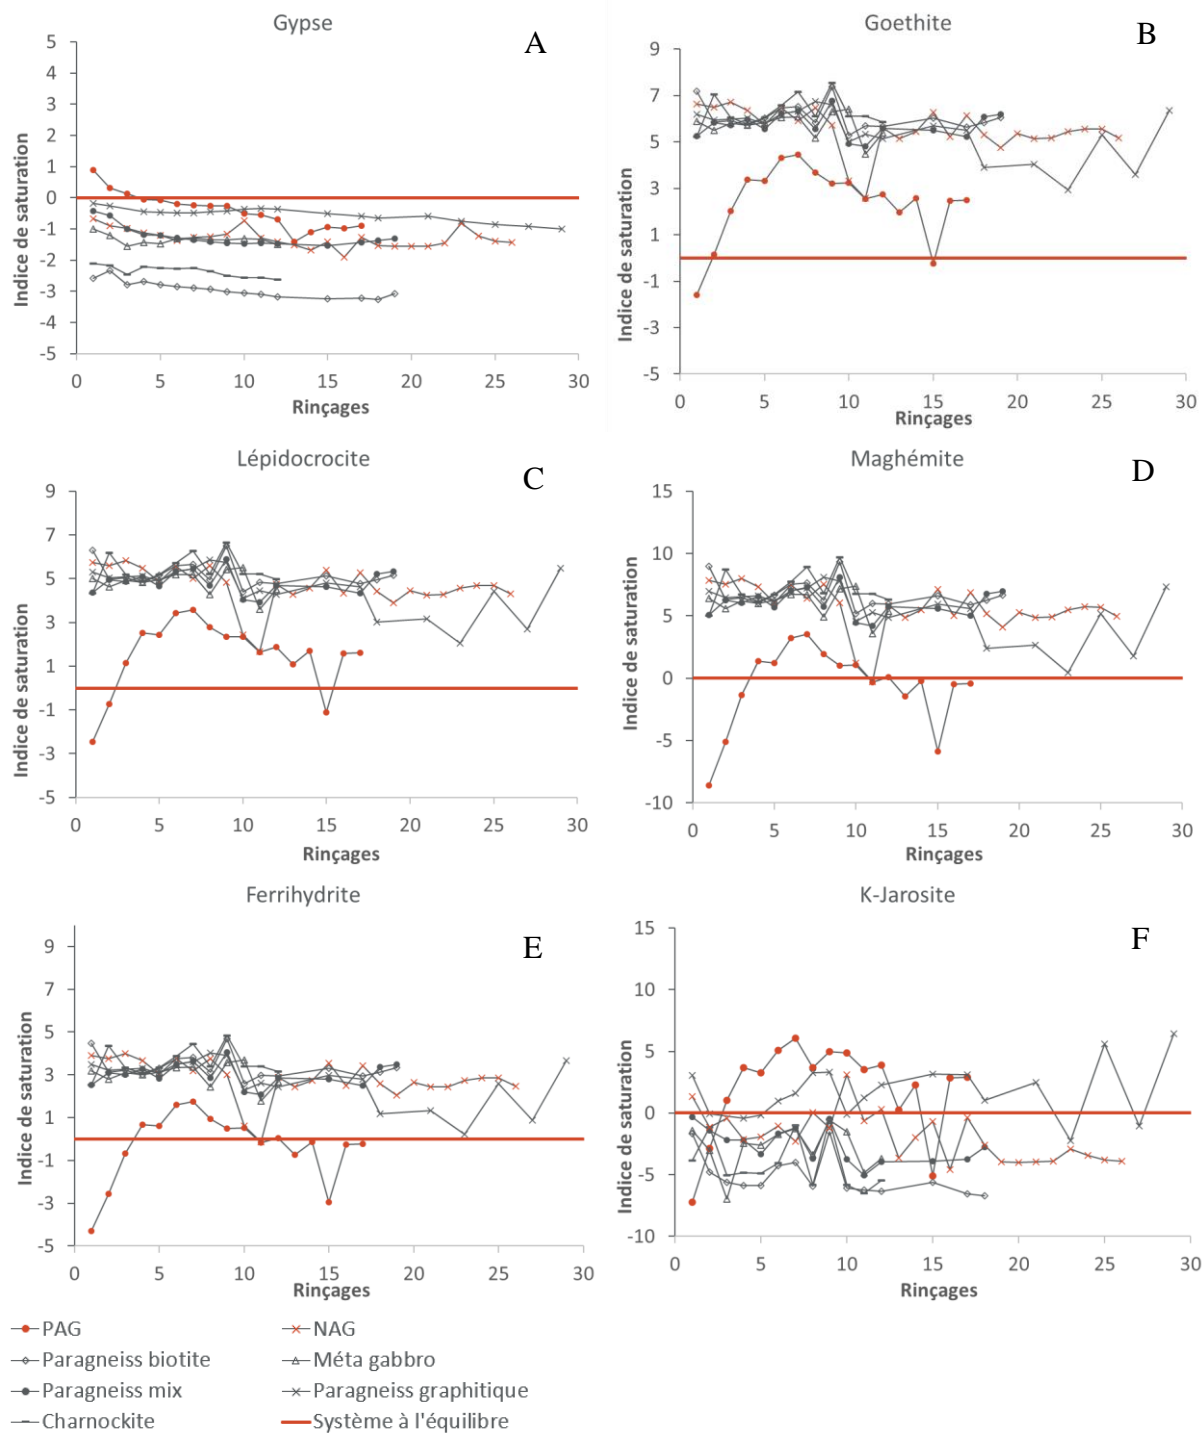 Gypse
A
5
4
3
2
1
0
-1
-2
-3
-4
-5
Indice de saturation
0 5 10 15 20 25 30
Rinçages
Goethite
B
9
7
5
3
1
-1
-3
-5
Indice de saturation
0 5 10 15 20 25 30
Rinçages
Lépidocrocite
C
9
7
5
3
1
-1
-3
-5
Indice de saturation
0 5 10 15 20 25 30
Rinçages
Maghémite
D
15
10
5
0
-5
-10
Indice de saturation
0 5 10 15 20 25 30
Rinçages
Ferrihydrite
E
9
7
5
3
1
-1
-3
-5
Indice de saturation
0 5 10 15 20 25 30
Rinçages
K-Jarosite
F
15
10
5
0
-5
-10
Indice de saturation
0 5 10 15 20 25 30
Rinçages
PAG NAG
Paragneiss biotite Méta gabbro
Paragneiss mix Paragneiss graphitique
Charnockite Système à l'équilibre